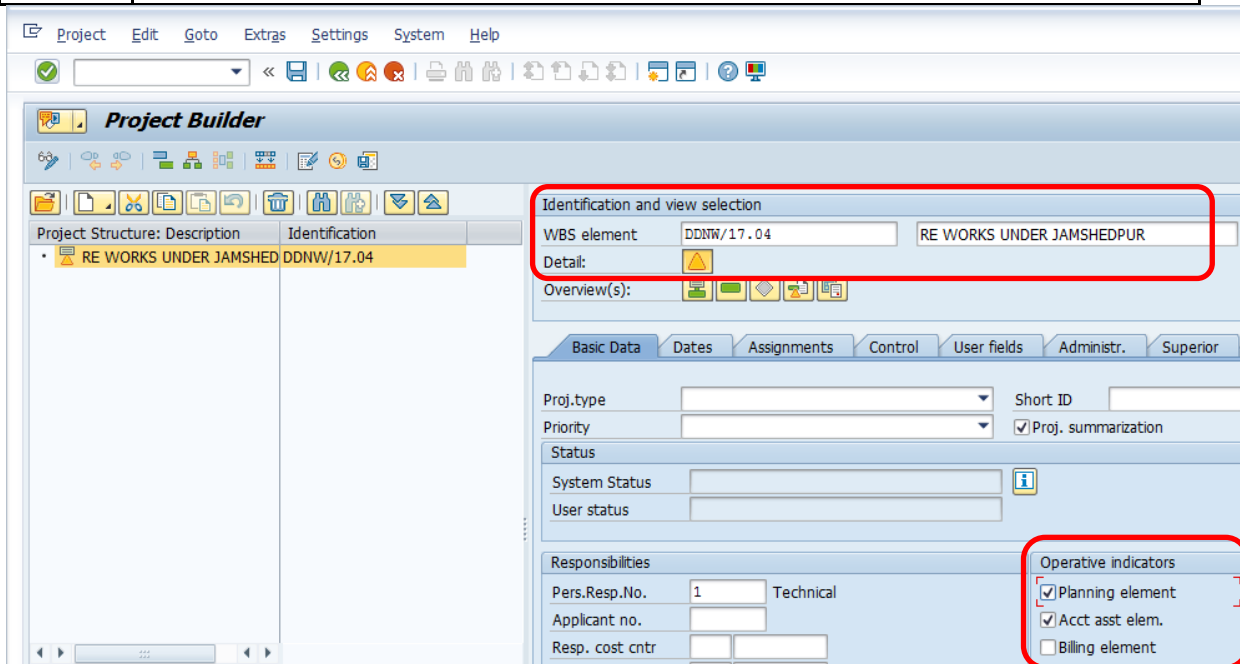 Project Edit Goto Extras Settings System Help
Project Builder
Identification and view selection
Project Structure: Description Identification
RE WORKS UNDER JAMSHED DDNW/17.04
WBS element DDNW/17.04 RE WORKS UNDER JAMSHEDPUR
Detail:
Overview(s):
Basic Data Dates Assignments Control User fields Administr. Superior
Proj.type Short ID
Priority Proj. summarization
Status
System Status
User status
Responsibilities Operative indicators
Pers.Resp.No. 1 Technical Planning element
Applicant no. Acct asst elem.
Resp. cost cntr Billing element